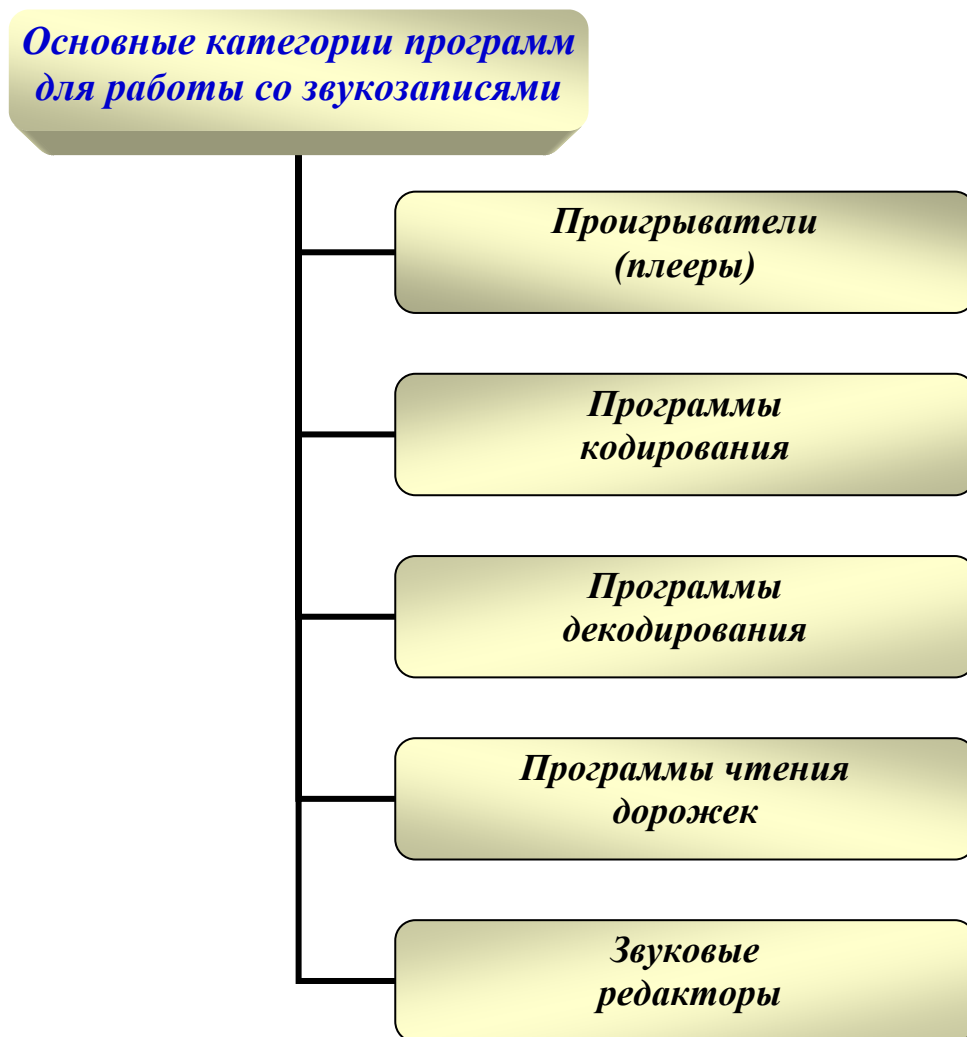 Основные категории программ
для работы со звукозаписями
Проигрыватели
(плееры)
Программы
кодирования
Программы
декодирования
Программы чтения
дорожек
Звуковые
редакторы